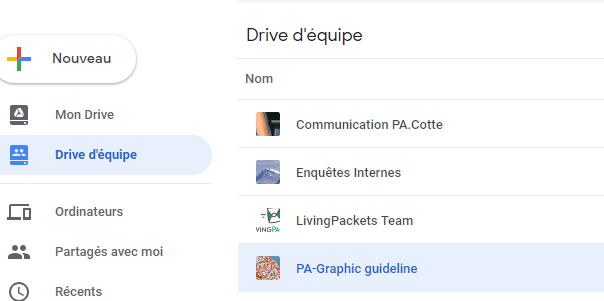 Nouveau
Mon Drive
Drive d'équipe
Ordinateurs
Partagés avec moi
Récents
Drive d'équipe
Nom
Communication PA.Cotte
Enquêtes Internes
VINGPA
LivingPackets Team
PA-Graphic guideline